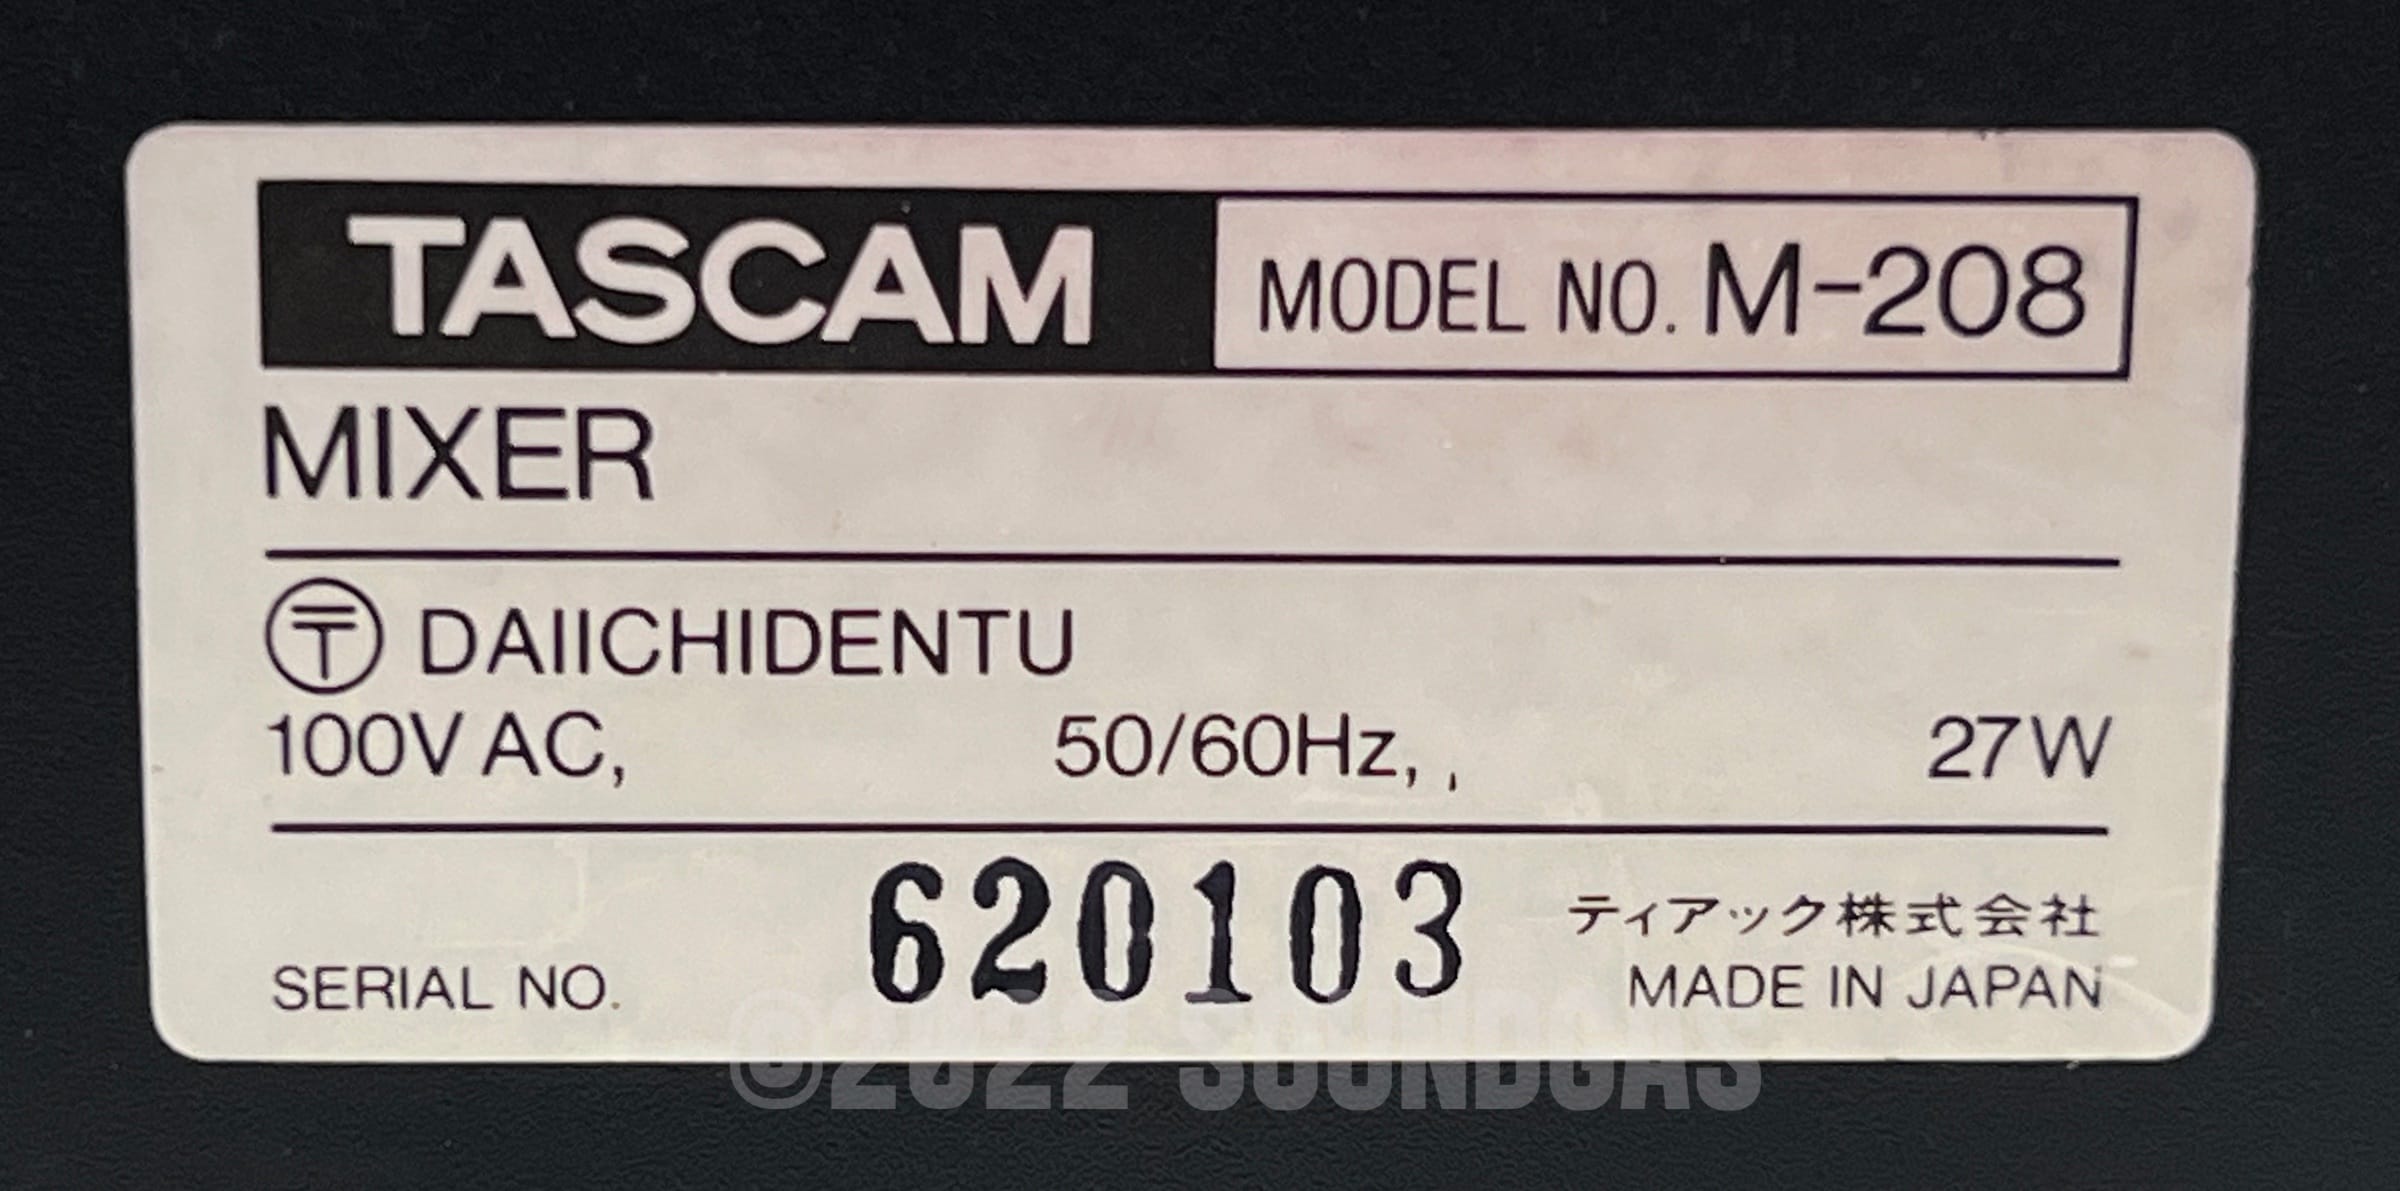 TASCAM MODEL NO. M-208
MIXER
〶 DAIICHIDENTU
100V AC, 50/60Hz, , 27W
SERIAL NO. 620103 ティアック株式会社
MADE IN JAPAN
©2022 SOUNDGAS